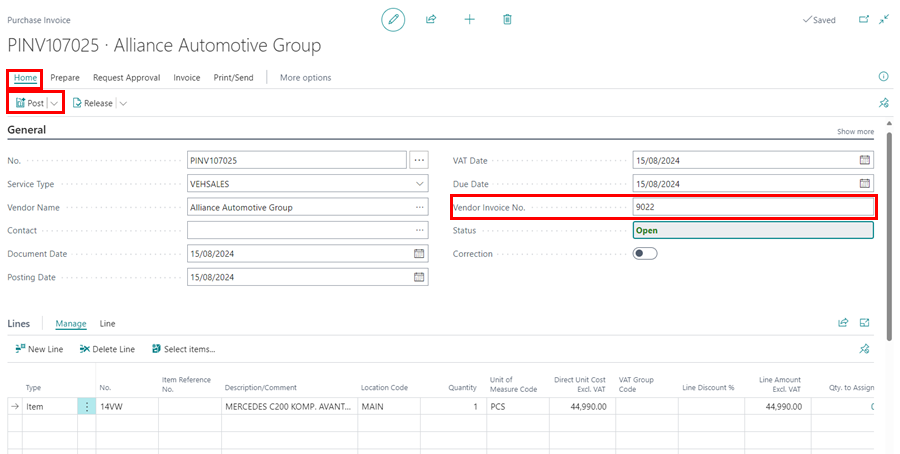 Purchase Invoice
Saved
PINV107025 · Alliance Automotive Group
Home Prepare Request Approval Invoice Print/Send More options
Post Release
General Show more
No. PINV107025 VAT Date 15/08/2024
Service Type VEHSALES Due Date 15/08/2024
Vendor Name Alliance Automotive Group Vendor Invoice No. 9022
Contact Status Open
Document Date 15/08/2024 Correction
Posting Date 15/08/2024
Lines Manage Line
New Line Delete Line Select items...
Item Reference Unit of Direct Unit Cost VAT Group Line Amount
Type No. No. Description/Comment Location Code Quantity Measure Code Excl. VAT Code Line Discount % Excl. VAT Qty. to Assign
Item 14VW MERCEDES C200 KOMP. AVANT... MAIN 1 PCS 44,990.00 44,990.00